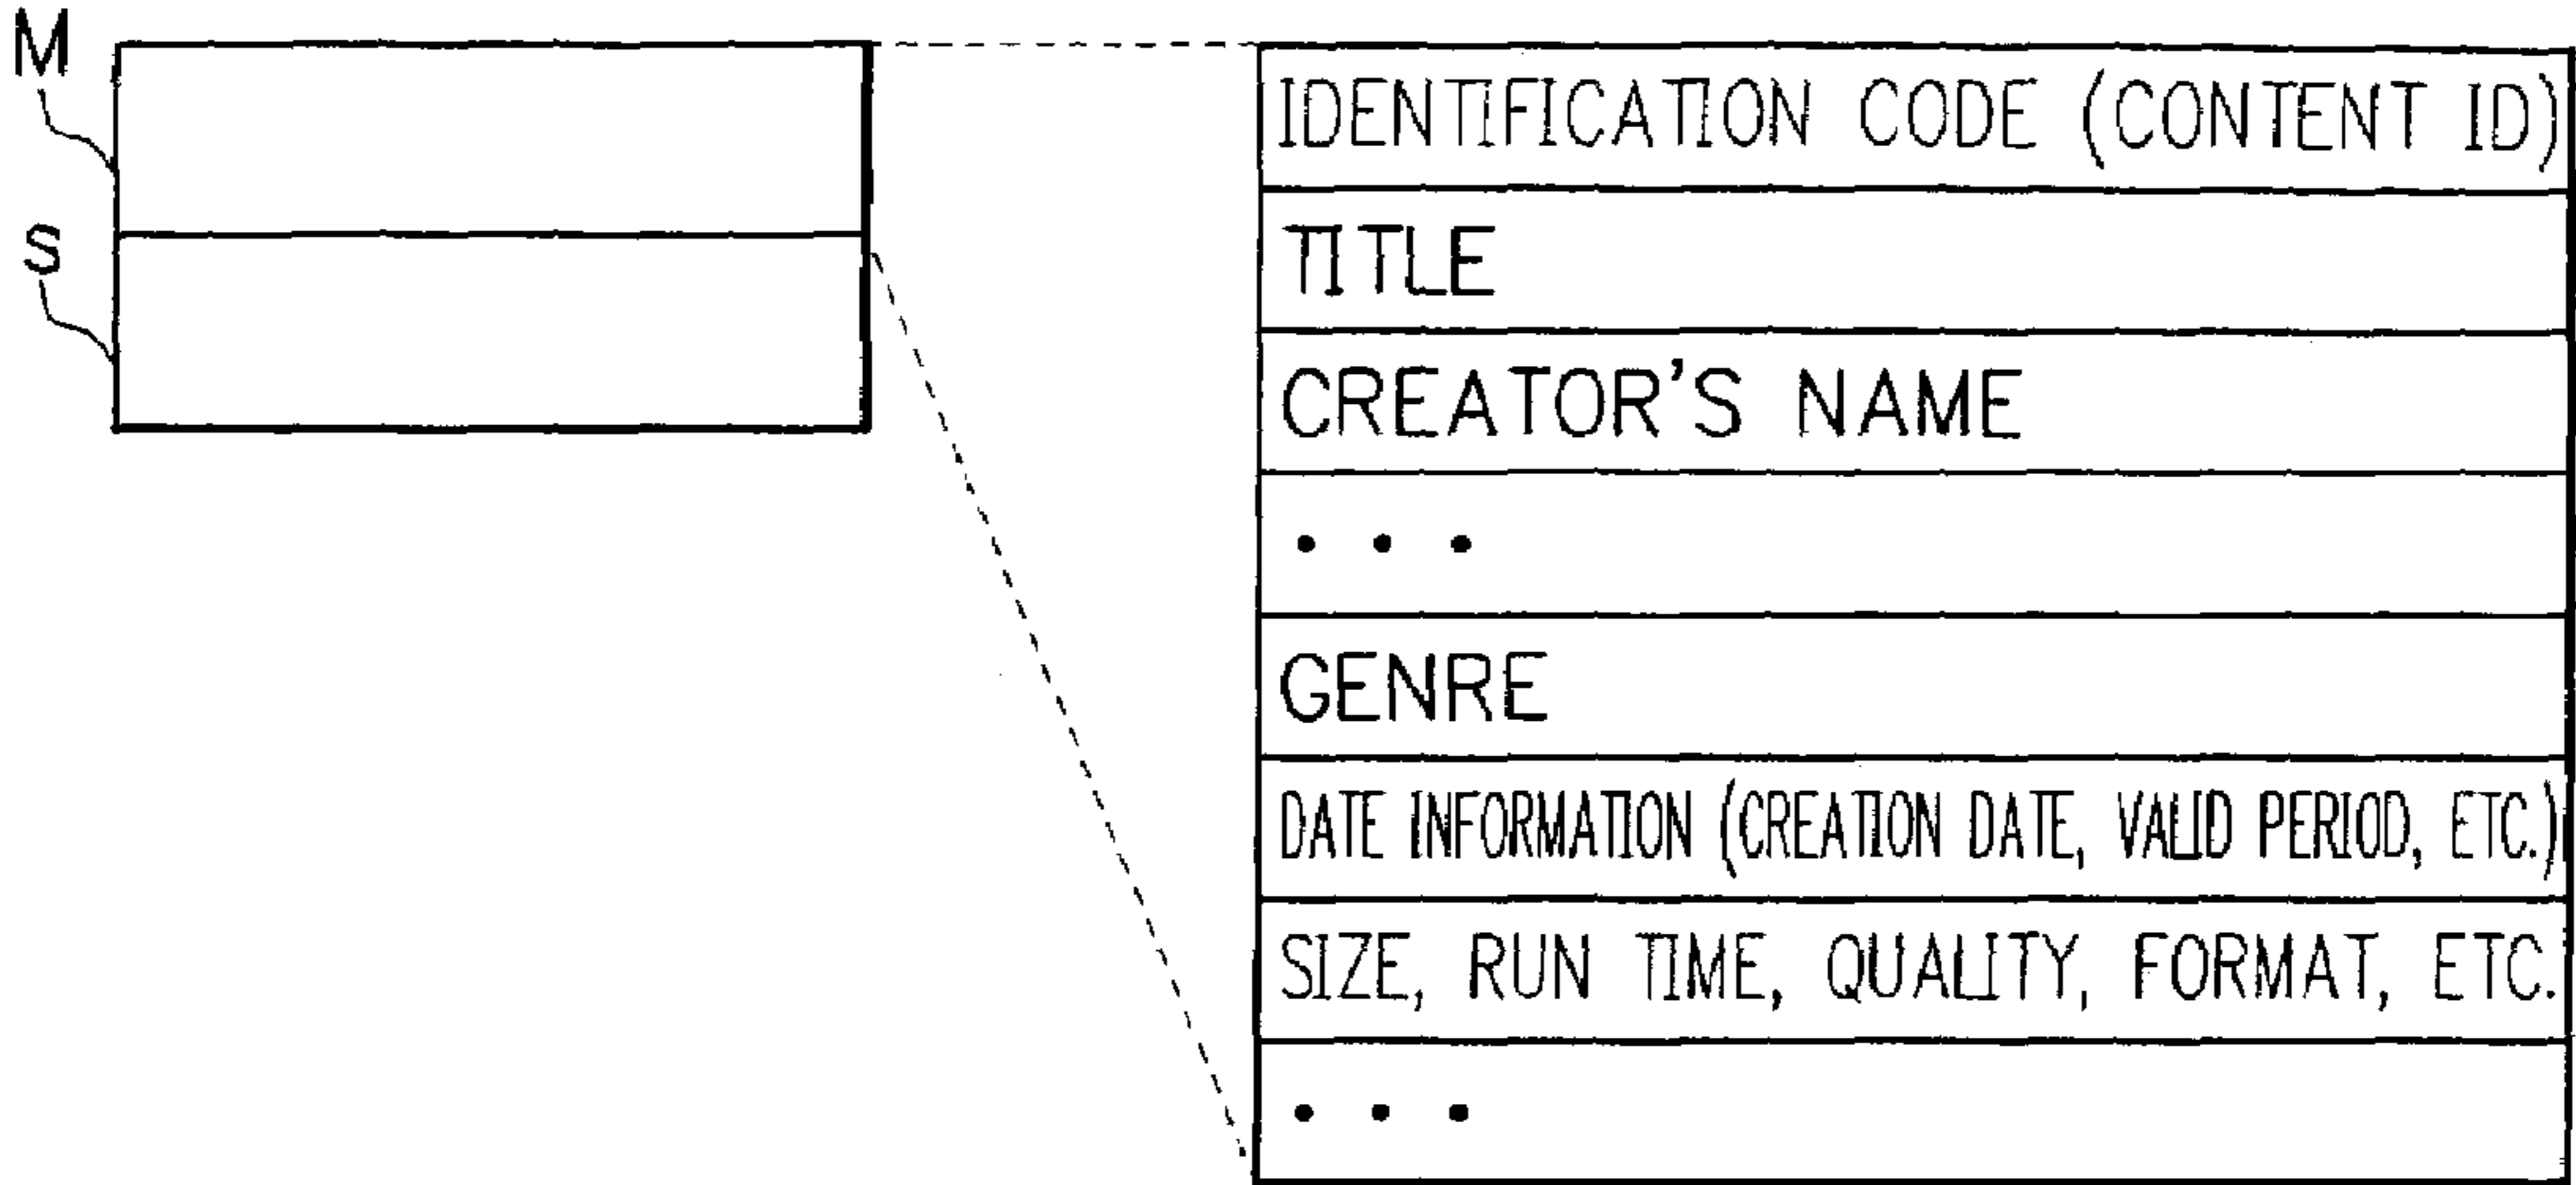 M
S
IDENTIFICATION CODE (CONTENT ID)
TITLE
CREATOR'S NAME
• • •
GENRE
DATE INFORMATION (CREATION DATE, VALID PERIOD, ETC.)
SIZE, RUN TIME, QUALITY, FORMAT, ETC.
• • •